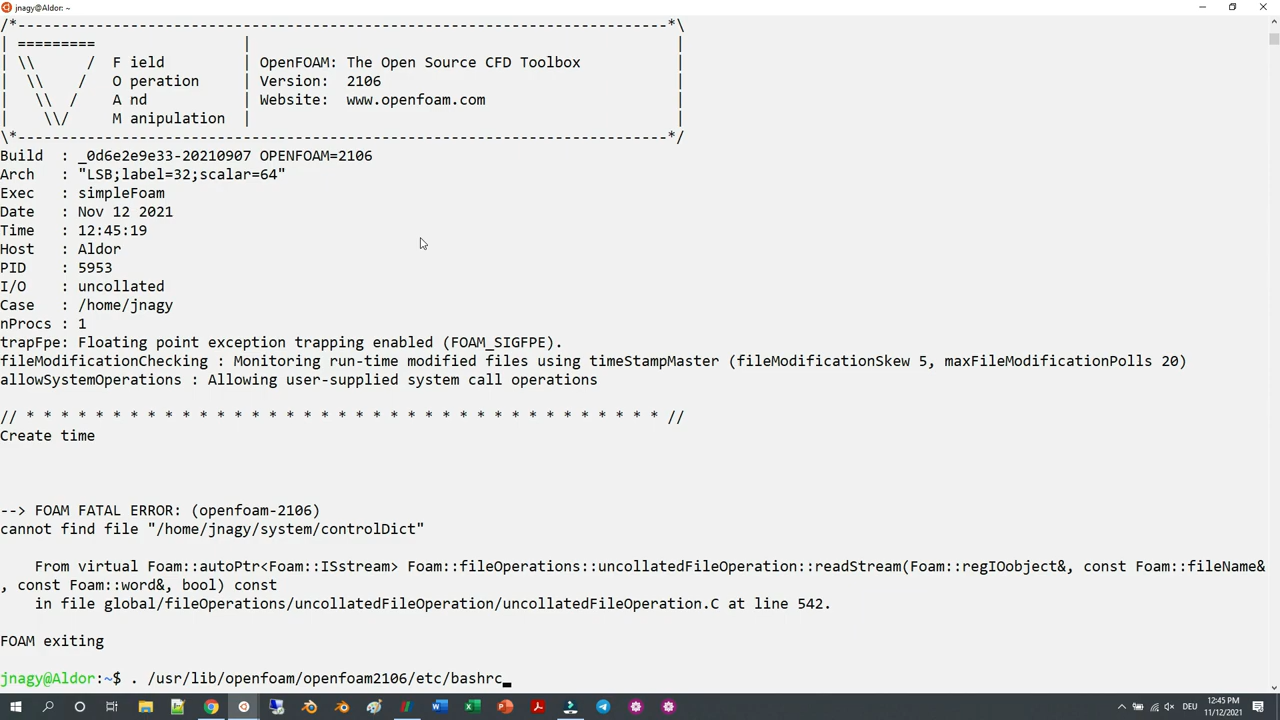 jnagy@Aldor: ~
/*---------------------------------------------------------------------------*\
| =========                 |                                                 |
| \\      /  F ield         | OpenFOAM: The Open Source CFD Toolbox           |
|  \\    /   O peration     | Version:  2106                                  |
|   \\  /    A nd           | Website:  www.openfoam.com                      |
|    \\/     M anipulation  |                                                 |
\*---------------------------------------------------------------------------*/
Build  : _0d6e2e9e33-20210907 OPENFOAM=2106
Arch   : "LSB;label=32;scalar=64"
Exec   : simpleFoam
Date   : Nov 12 2021
Time   : 12:45:19
Host   : Aldor
PID    : 5953
I/O    : uncollated
Case   : /home/jnagy
nProcs : 1
trapFpe: Floating point exception trapping enabled (FOAM_SIGFPE).
fileModificationChecking : Monitoring run-time modified files using timeStampMaster (fileModificationSkew 5, maxFileModificationPolls 20)
allowSystemOperations : Allowing user-supplied system call operations
// * * * * * * * * * * * * * * * * * * * * * * * * * * * * * * * * * * * * * //
Create time
--> FOAM FATAL ERROR: (openfoam-2106)
cannot find file "/home/jnagy/system/controlDict"
    From virtual Foam::autoPtr<Foam::ISstream> Foam::fileOperations::uncollatedFileOperation::readStream(Foam::regIOobject&, const Foam::fileName&
, const Foam::word&, bool) const
    in file global/fileOperations/uncollatedFileOperation/uncollatedFileOperation.C at line 542.
FOAM exiting
jnagy@Aldor:~$ . /usr/lib/openfoam/openfoam2106/etc/bashrc
DEU
12:45 PM
11/12/2021